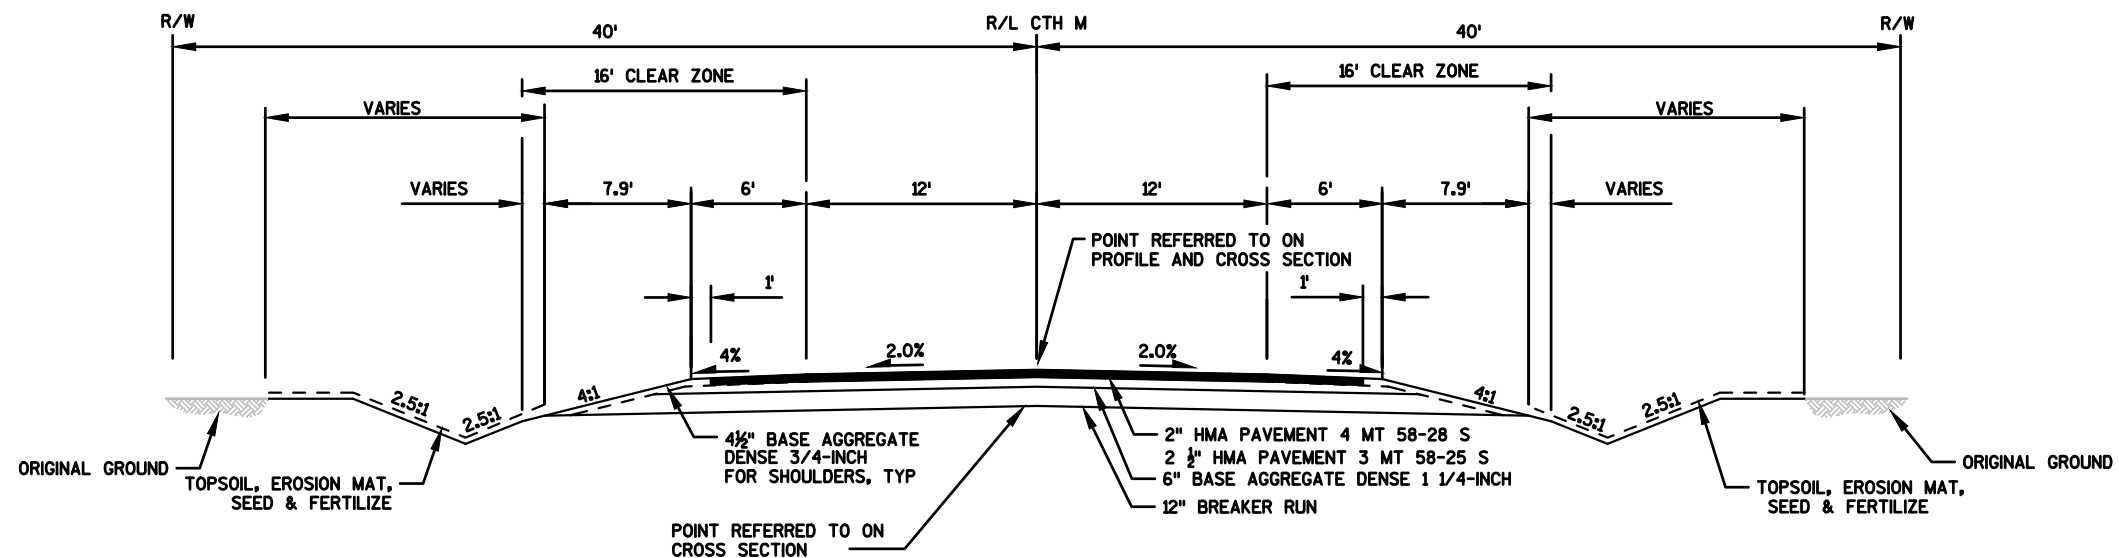 R/W
R/L CTH M
R/W
40'
40'
16' CLEAR ZONE
16' CLEAR ZONE
VARIES
VARIES
VARIES
7.9'
6'
12'
12'
6'
7.9'
VARIES
POINT REFERRED TO ON
PROFILE AND CROSS SECTION
1'
1'
4%
2.0%
2.0%
4%
2.5:1
2.5:1
4:1
4:1
2.5:1
2.5:1
ORIGINAL GROUND
TOPSOIL, EROSION MAT,
SEED & FERTILIZE
4½" BASE AGGREGATE
DENSE 3/4-INCH
FOR SHOULDERS, TYP
POINT REFERRED TO ON
CROSS SECTION
2" HMA PAVEMENT 4 MT 58-28 S
2 ½" HMA PAVEMENT 3 MT 58-25 S
6" BASE AGGREGATE DENSE 1 1/4-INCH
12" BREAKER RUN
ORIGINAL GROUND
TOPSOIL, EROSION MAT,
SEED & FERTILIZE